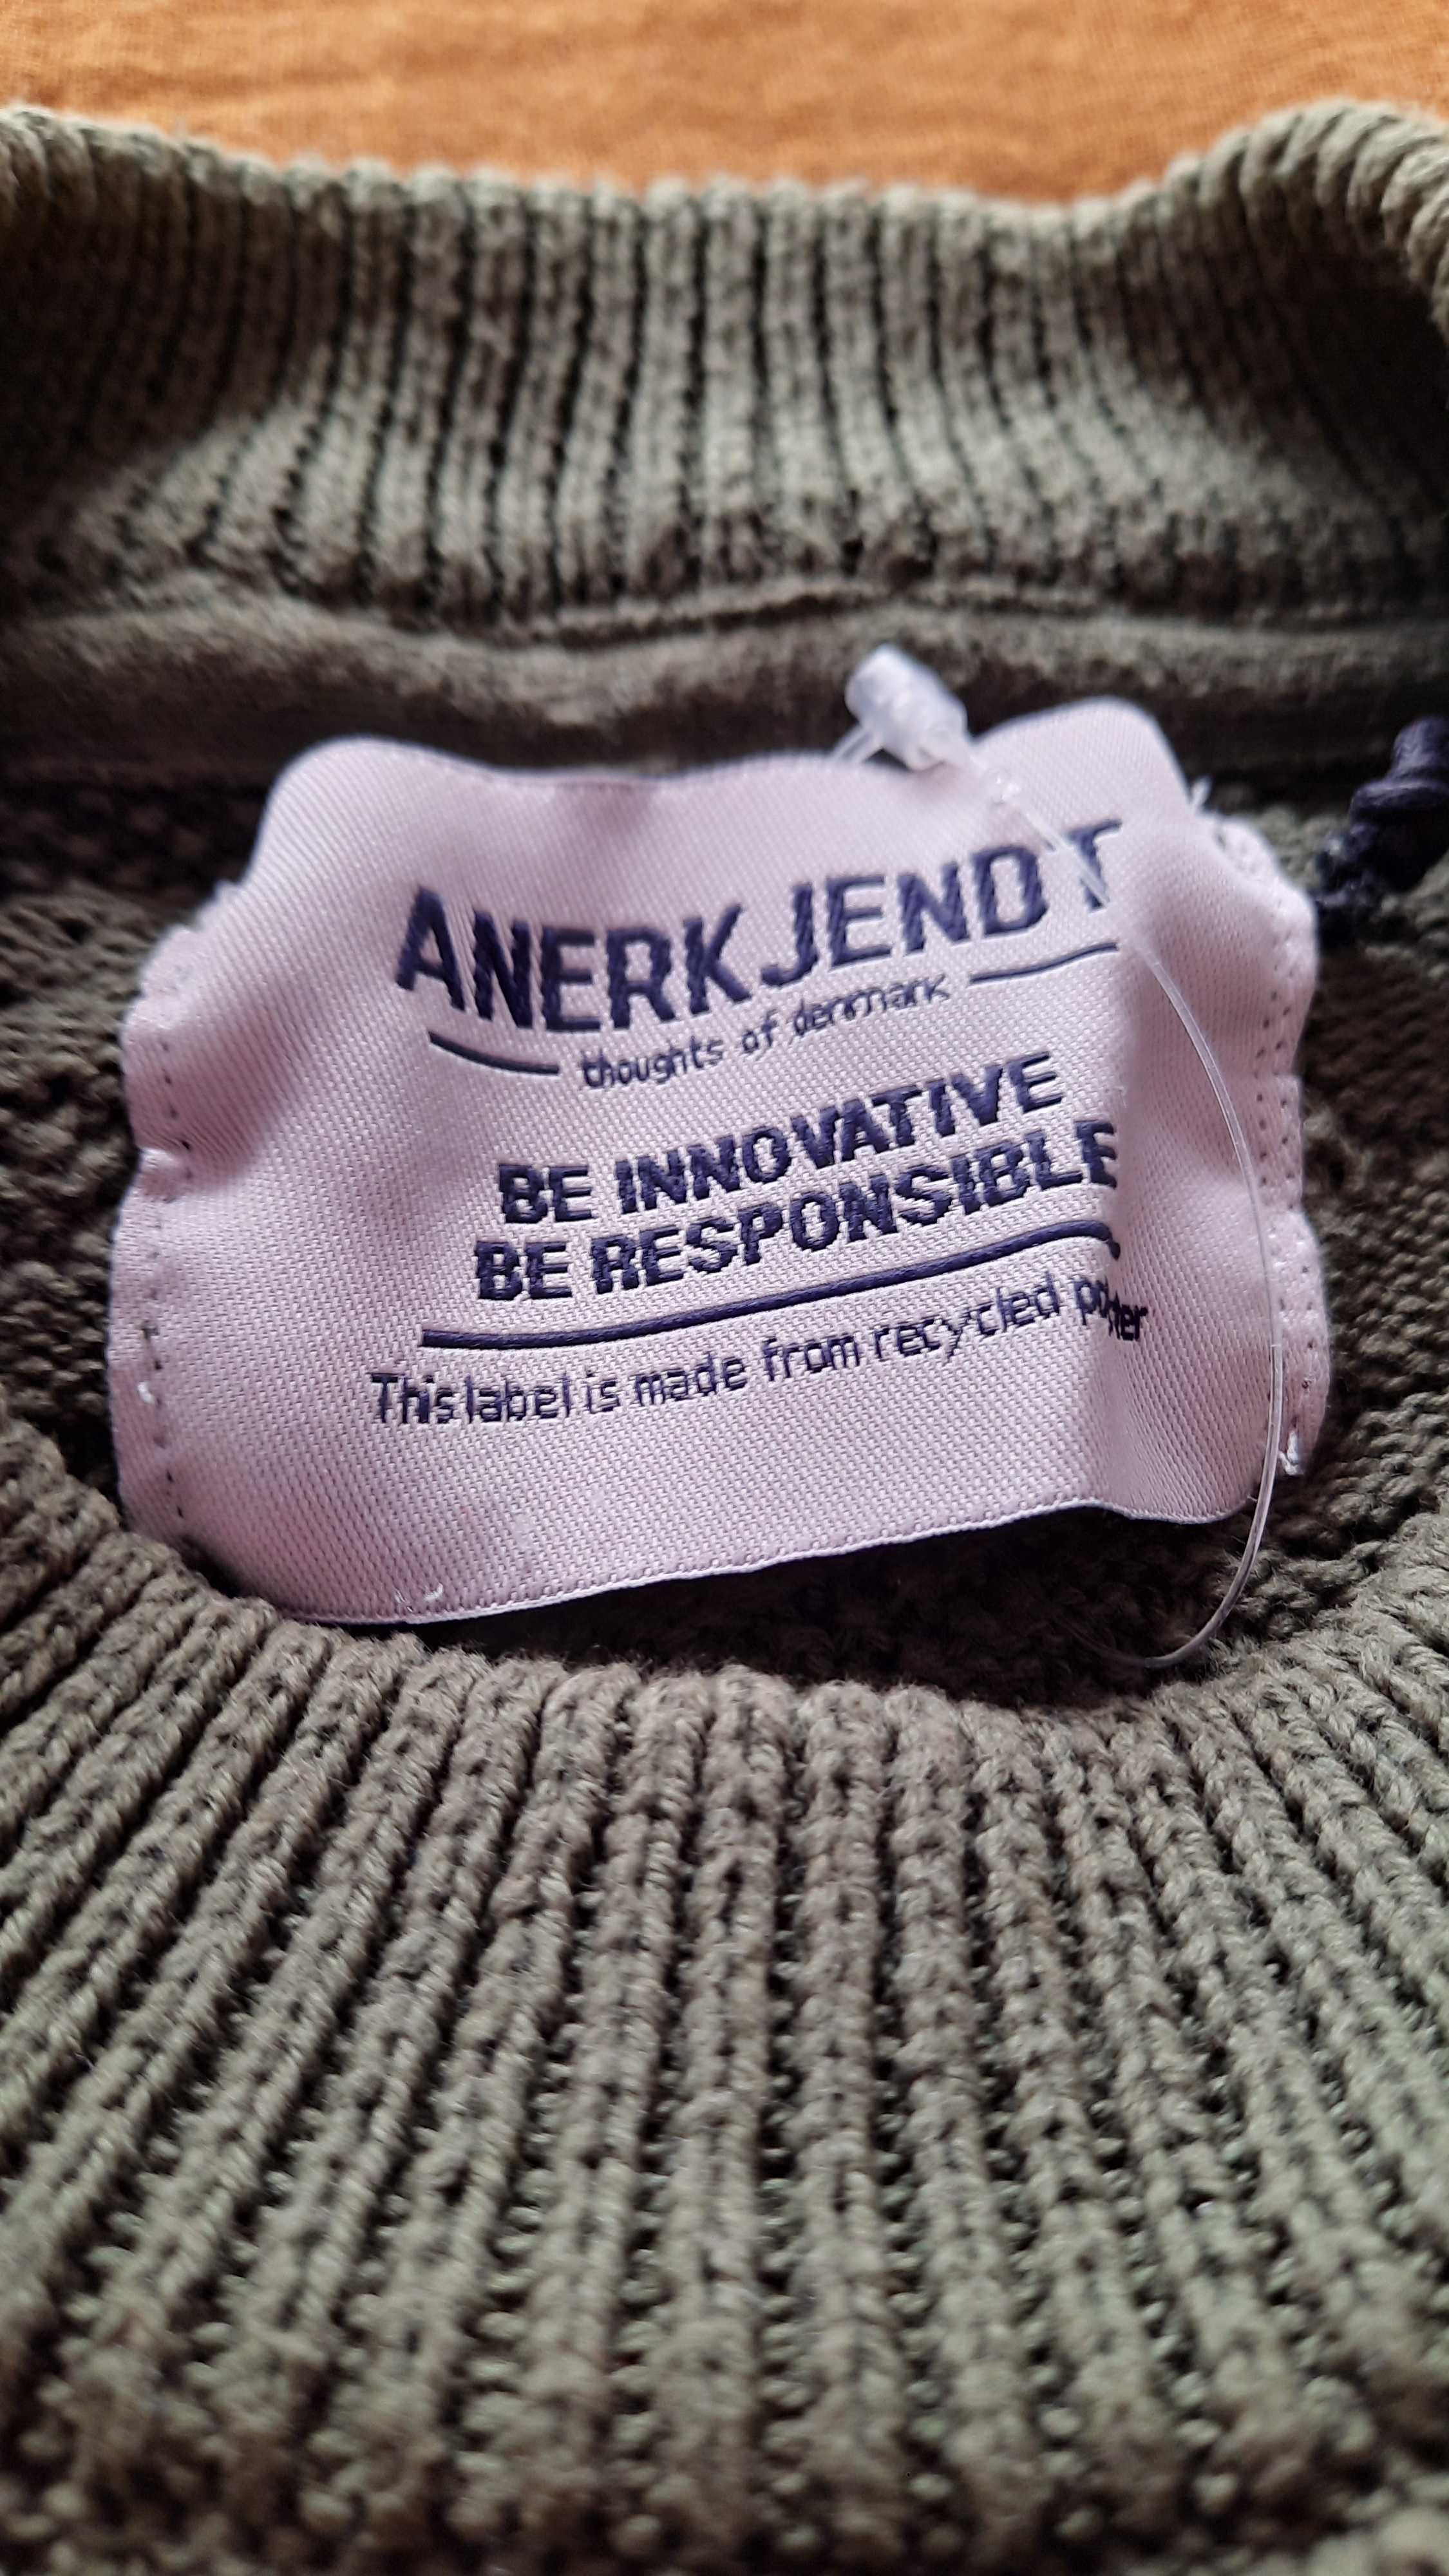 ANERKJENDT
thoughts of denmark
BE INNOVATIVE
BE RESPONSIBLE
This label is made from recycled